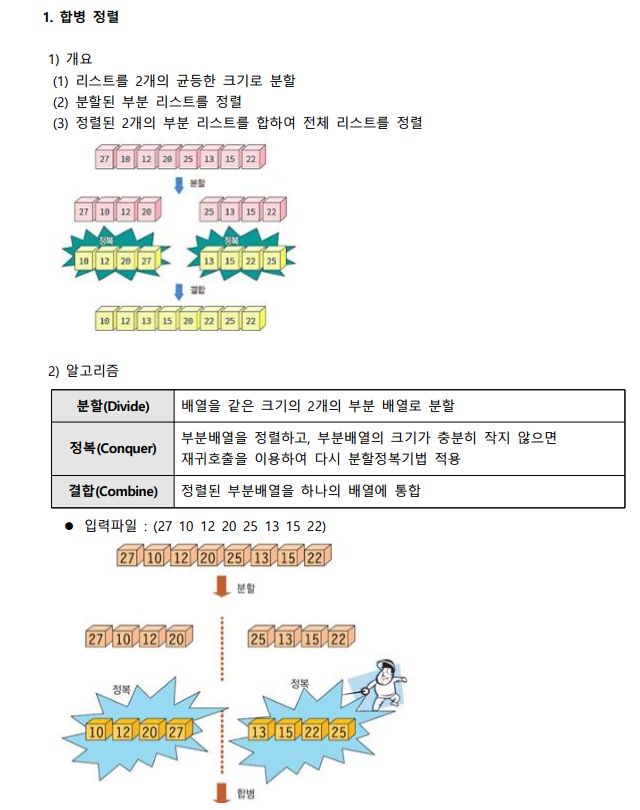 1. 합병 정렬
1) 개요
(1) 리스트를 2개의 균등한 크기로 분할
(2) 분할된 부분 리스트를 정렬
(3) 정렬된 2개의 부분 리스트를 합하여 전체 리스트를 정렬
27 10 12 20 25 13 15 22
분할
27 10 12 20 25 13 15 22
정복 정복
10 12 20 27 13 15 22 25
결합
10 12 13 15 20 22 25 22
2) 알고리즘
분할(Divide) 배열을 같은 크기의 2개의 부분 배열로 분할
정복(Conquer) 부분배열을 정렬하고, 부분배열의 크기가 충분히 작지 않으면
재귀호출을 이용하여 다시 분할정복기법 적용
결합(Combine) 정렬된 부분배열을 하나의 배열에 통합
● 입력파일 : (27 10 12 20 25 13 15 22)
27 10 12 20 25 13 15 22
분할
27 10 12 20 25 13 15 22
정복 정복
10 12 20 27 13 15 22 25
합병